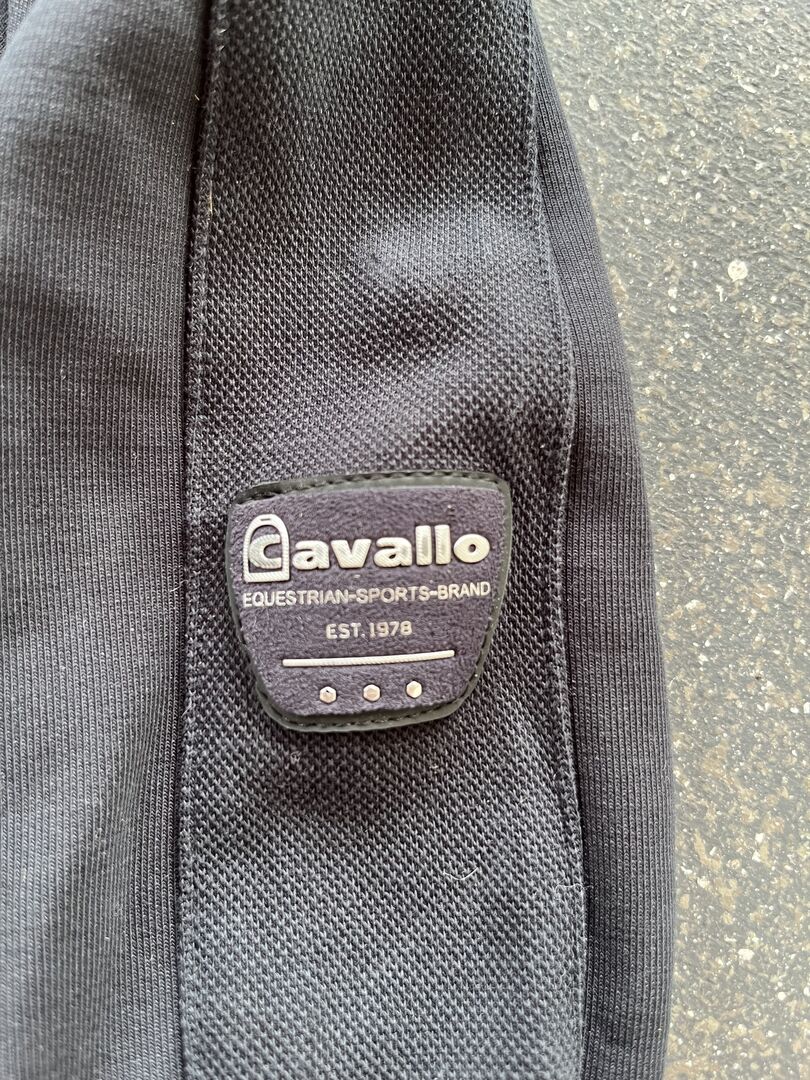 Cavallo
EQUESTRIAN-SPORTS-BRAND
EST. 1978